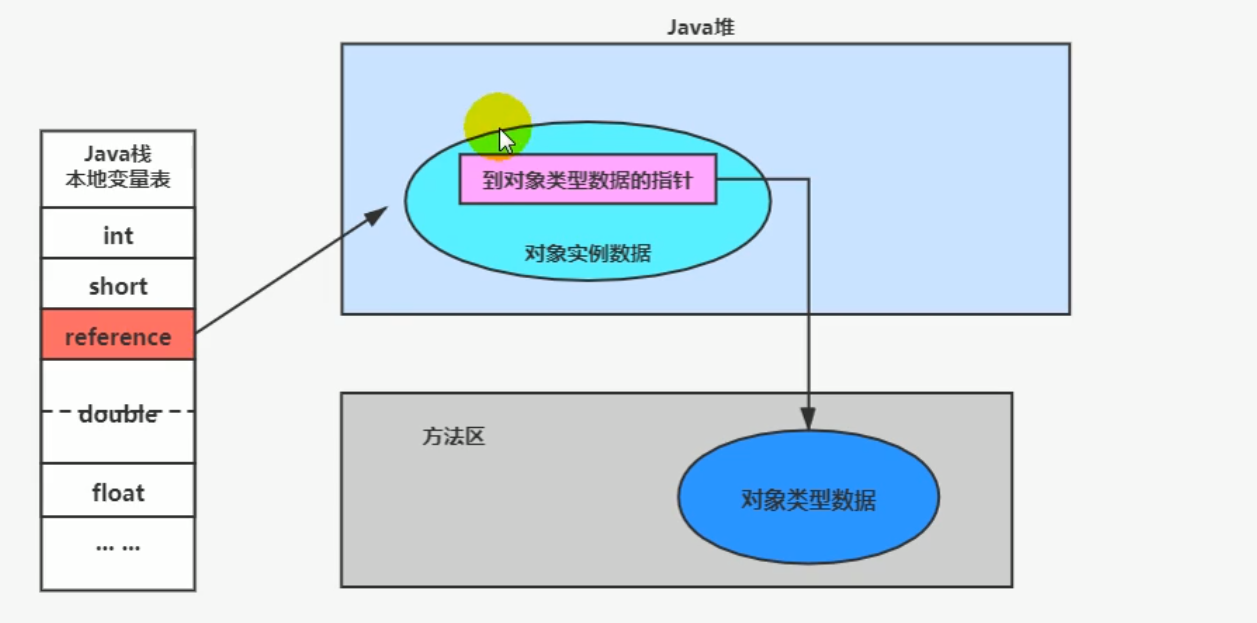 Java堆
Java栈
本地变量表
int
short
reference
double
float
... ...
到对象类型数据的指针
对象实例数据
方法区
对象类型数据